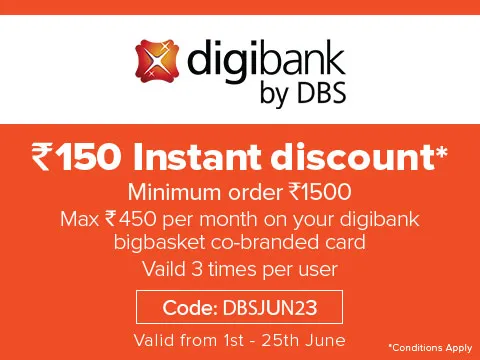 digibank
by DBS
₹150 Instant discount*
Minimum order ₹1500
Max ₹450 per month on your digibank
bigbasket co-branded card
Vaild 3 times per user
Code: DBSJUN23
Valid from 1st - 25th June
*Conditions Apply